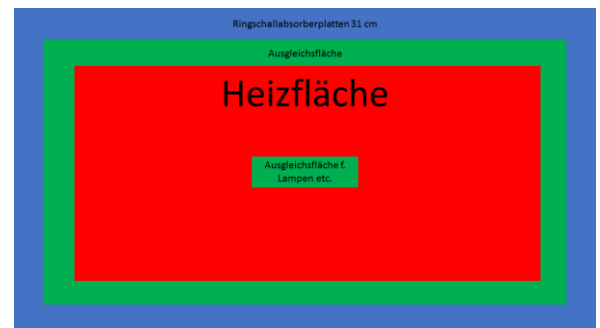 Ringschallabsorberplatten 31 cm
Ausgleichsfläche
Heizfläche
Ausgleichsfläche f.
Lampen etc.